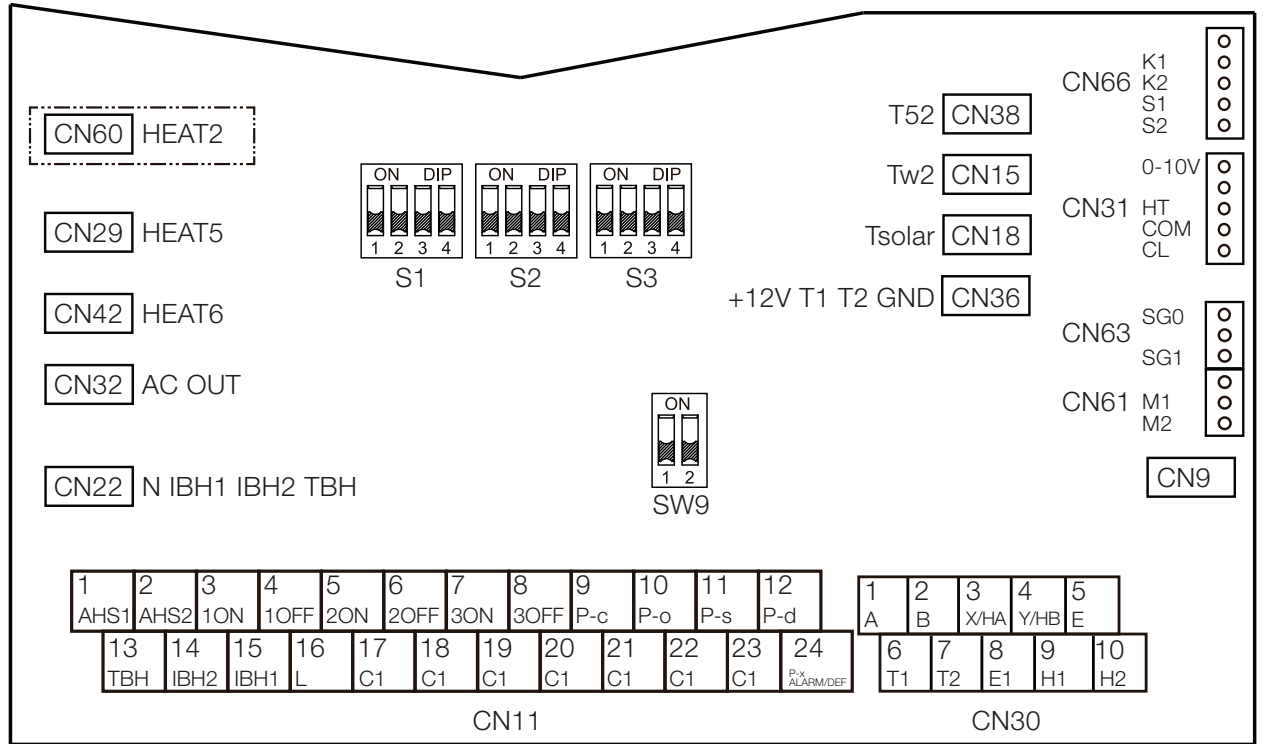 CN60 HEAT2
CN29 HEAT5
CN42 HEAT6
CN32 AC OUT
CN22 N IBH1 IBH2 TBH
ON DIP
1 2 3 4
S1
ON DIP
1 2 3 4
S2
ON DIP
1 2 3 4
S3
ON
1 2
SW9
T52 CN38
Tw2 CN15
Tsolar CN18
+12V T1 T2 GND CN36
CN66
K1
K2
S1
S2
CN31
0-10V
HT
COM
CL
CN63
SG0
SG1
CN61
M1
M2
CN9
1 2 3 4 5 6 7 8 9 10 11 12
AHS1 AHS2 1ON 1OFF 2ON 2OFF 3ON 3OFF P-c P-o P-s P-d
13 14 15 16 17 18 19 20 21 22 23 24
TBH IBH2 IBH1 L C1 C1 C1 C1 C1 C1 C1 P-x
ALARM/DEF
CN11
1 2 3 4 5
A B X/HA Y/HB E
6 7 8 9 10
T1 T2 E1 H1 H2
CN30